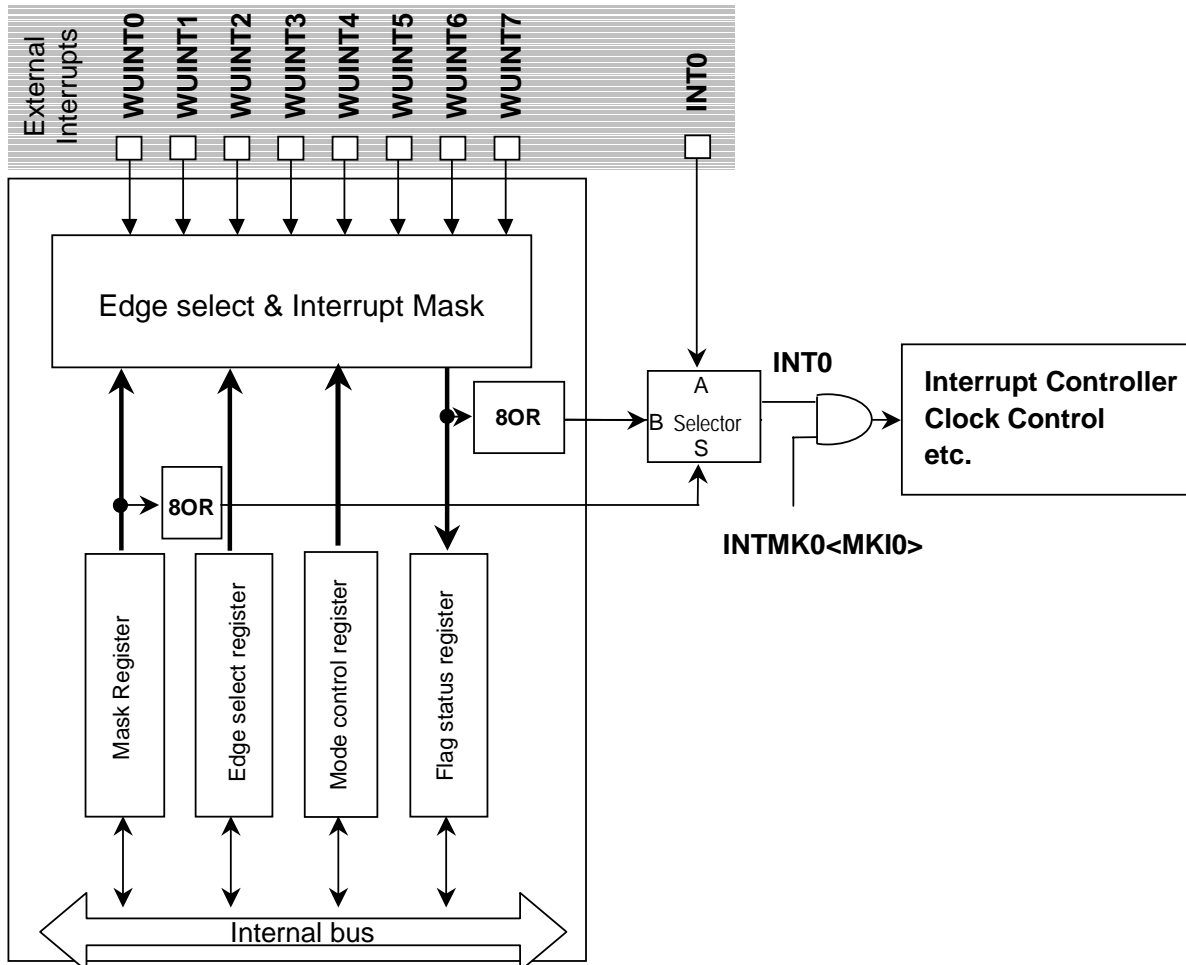 External
Interrupts
WUINT0
WUINT1
WUINT2
WUINT3
WUINT4
WUINT5
WUINT6
WUINT7
INT0
Edge select & Interrupt Mask
8OR
8OR
A
B Selector
S
INT0
Interrupt Controller
Clock Control
etc.
INTMK0<MKI0>
Mask Register
Edge select register
Mode control register
Flag status register
Internal bus